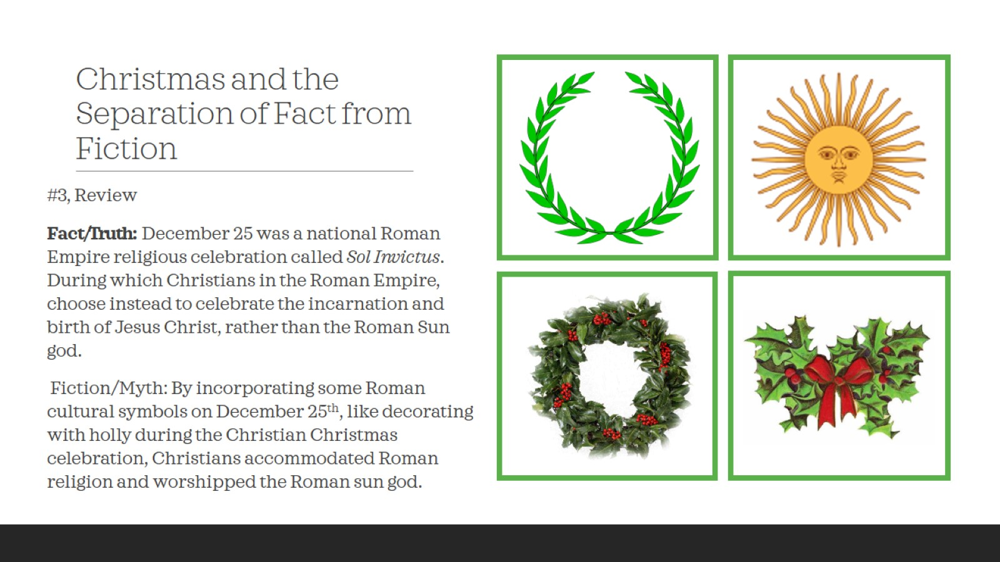 Christmas and the
Separation of Fact from
Fiction
#3, Review
Fact/Truth: December 25 was a national Roman
Empire religious celebration called Sol Invictus.
During which Christians in the Roman Empire,
choose instead to celebrate the incarnation and
birth of Jesus Christ, rather than the Roman Sun
god.
Fiction/Myth: By incorporating some Roman
cultural symbols on December 25th, like decorating
with holly during the Christian Christmas
celebration, Christians accommodated Roman
religion and worshipped the Roman sun god.